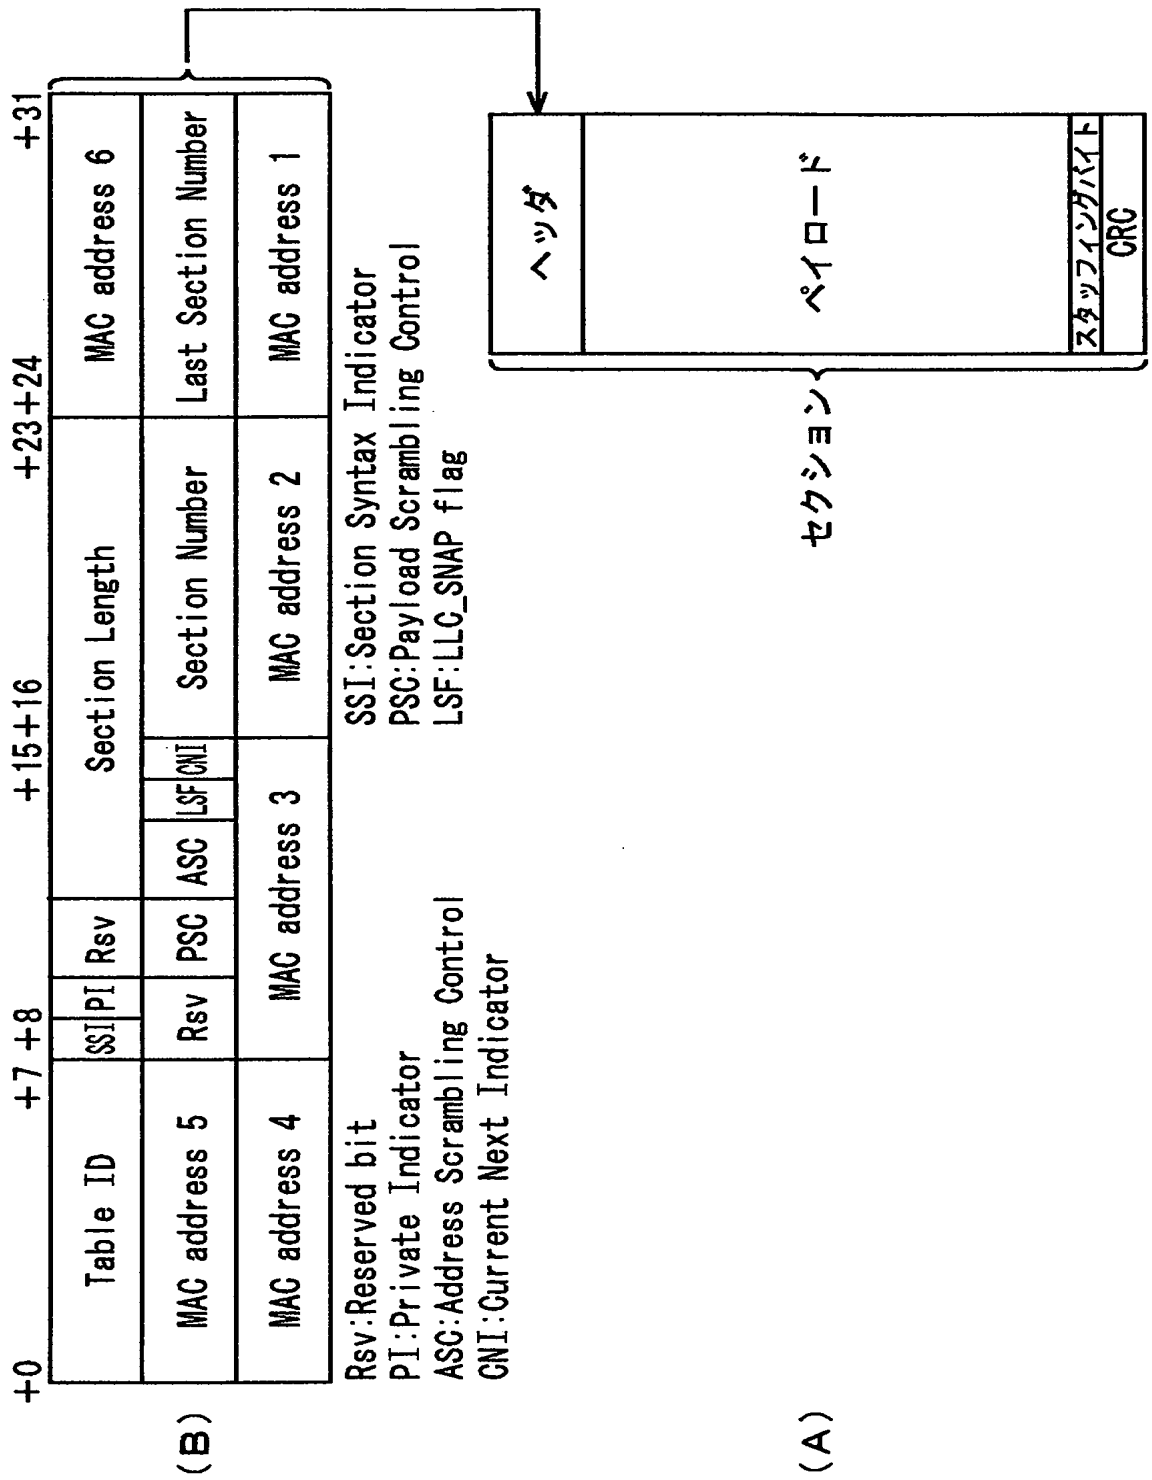 (B)
+0 +7 +8 +15+16 +23+24 +31
Table ID SSI PI Rsv Section Length MAC address 6
MAC address 5 Rsv PSC ASC LSF CNI Section Number Last Section Number
MAC address 4 MAC address 3 MAC address 2 MAC address 1
Rsv:Reserved bit SSI:Section Syntax Indicator
PI:Private Indicator PSC:Payload Scrambling Control
ASC:Address Scrambling Control LSF:LLC_SNAP flag
CNI:Current Next Indicator
(A)
セクション
ヘッダ
ペイロード
スタッフィングバイト
CRC